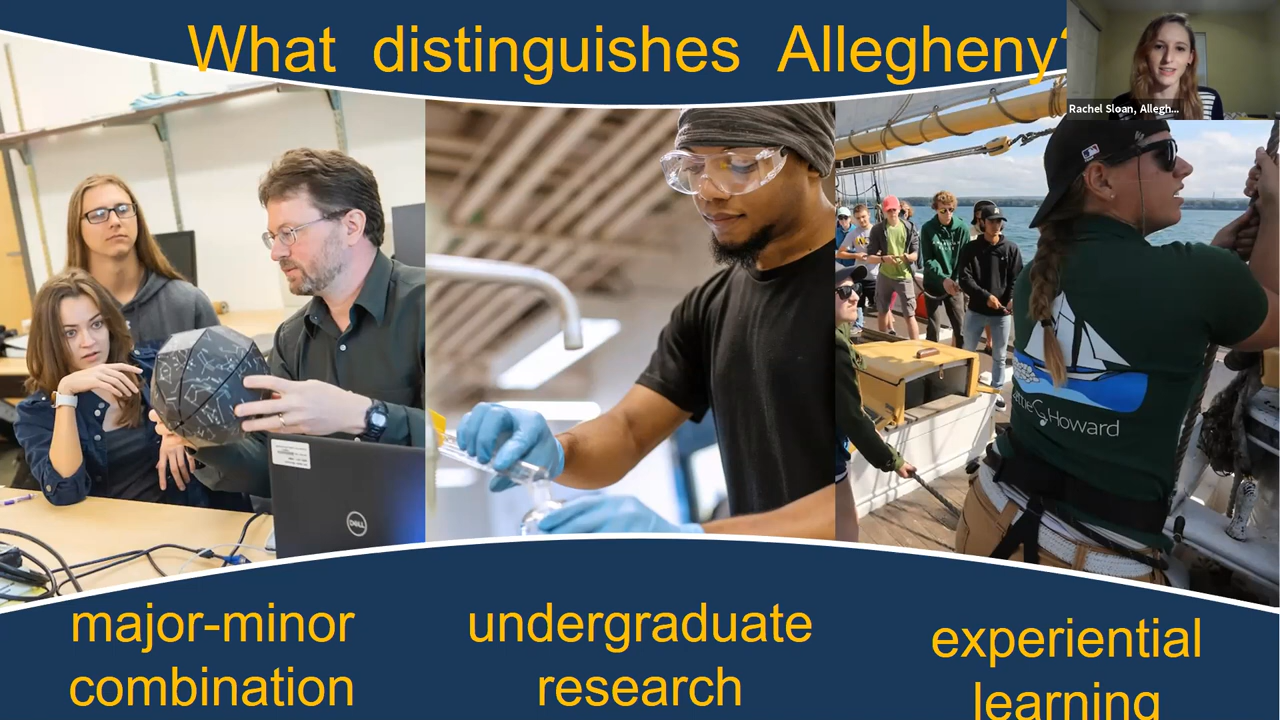 What distinguishes Allegheny?
Rachel Sloan, Allegh...
DELL
G. Howard
major-minor
combination
undergraduate
research
experiential
learning